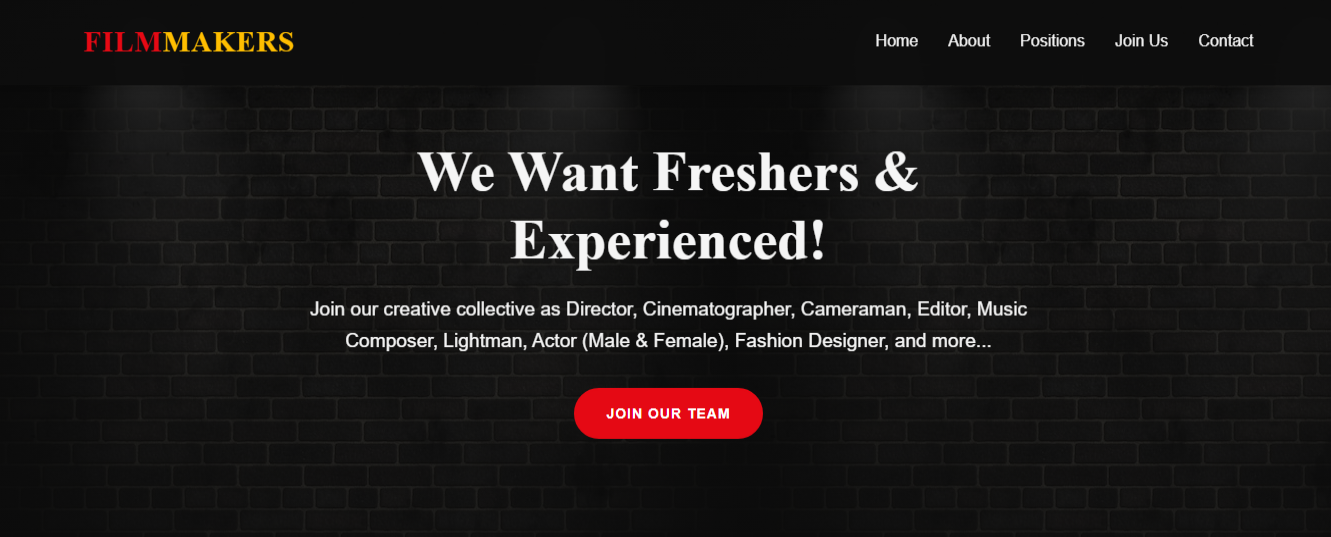 FILMMAKERS
Home About Positions Join Us Contact
We Want Freshers &
Experienced!
Join our creative collective as Director, Cinematographer, Cameraman, Editor, Music
Composer, Lightman, Actor (Male & Female), Fashion Designer, and more...
JOIN OUR TEAM